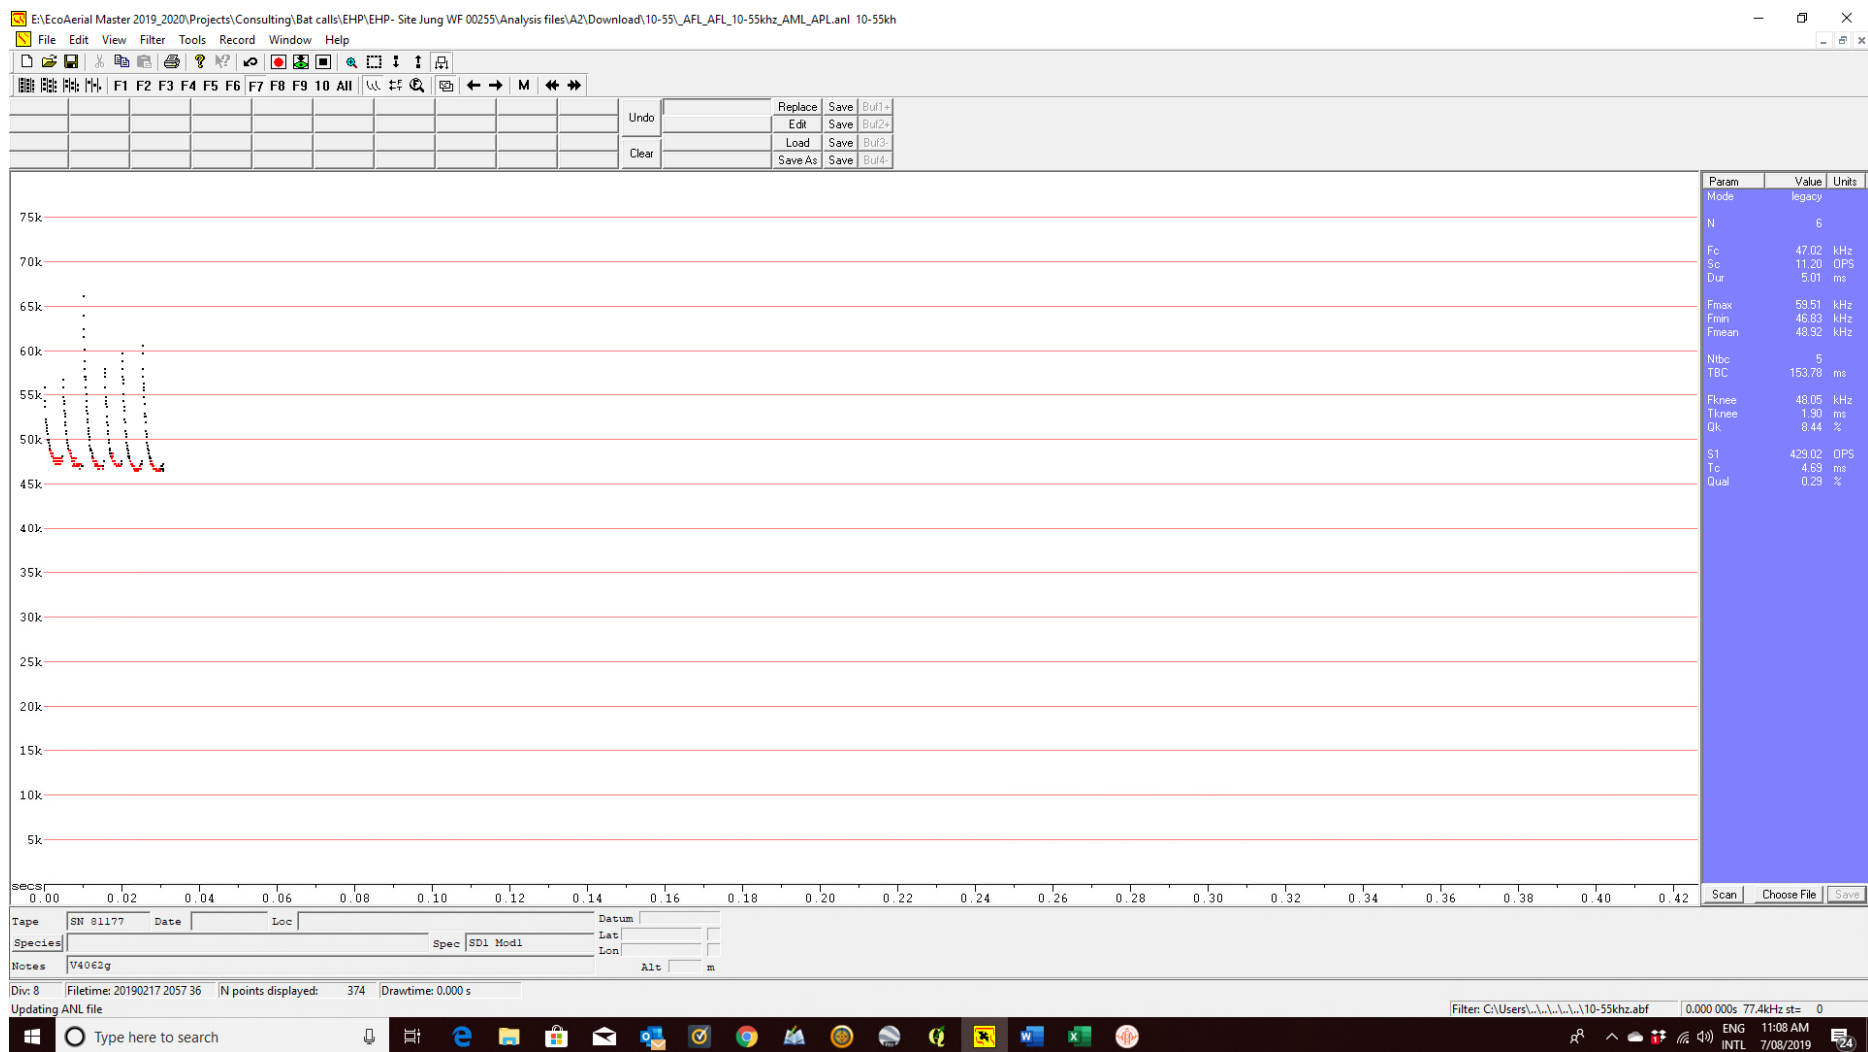 E:\EcoAerial Master 2019_2020\Projects\Consulting\Bat calls\EHP\EHP- Site Jung WF 00255\Analysis files\A2\Download\10-55\_AFL_AFL_10-55khz_AML_APL.anl 10-55kh
File Edit View Filter Tools Record Window Help
F1 F2 F3 F4 F5 F6 F7 F8 F9 10 All M
Undo Replace Save Buf1+
Edit Save Buf2+
Clear Load Save Buf3-
Save As Save Buf4-
Param Value Units
Mode legacy
N 6
Fc 47.02 kHz
Sc 11.20 OPS
Dur 5.01 ms
Fmax 59.51 kHz
Fmin 46.83 kHz
Fmean 48.92 kHz
Ntbc 5
TBC 153.78 ms
Fknee 48.05 kHz
Tknee 1.90 ms
Qk 8.44 %
S1 429.02 OPS
Tc 4.69 ms
Qual 0.29 %
75k
70k
65k
60k
55k
50k
45k
40k
35k
30k
25k
20k
15k
10k
5k
secs
0.00 0.02 0.04 0.06 0.08 0.10 0.12 0.14 0.16 0.18 0.20 0.22 0.24 0.26 0.28 0.30 0.32 0.34 0.36 0.38 0.40 0.42
Scan Choose File Save
Tape SN 81177 Date Loc Datum
Species Spec SD1 Mod1 Lat
Lon
Notes V4062g Alt m
Div: 8 Filetime: 20190217 2057 36 N points displayed: 374 Drawtime: 0.000 s
Updating ANL file Filter: C:\Users\..\..\..\..\..\10-55khz.abf 0.000 000s 77.4kHz st= 0
Type here to search ENG 11:08 AM
INTL 7/08/2019 24